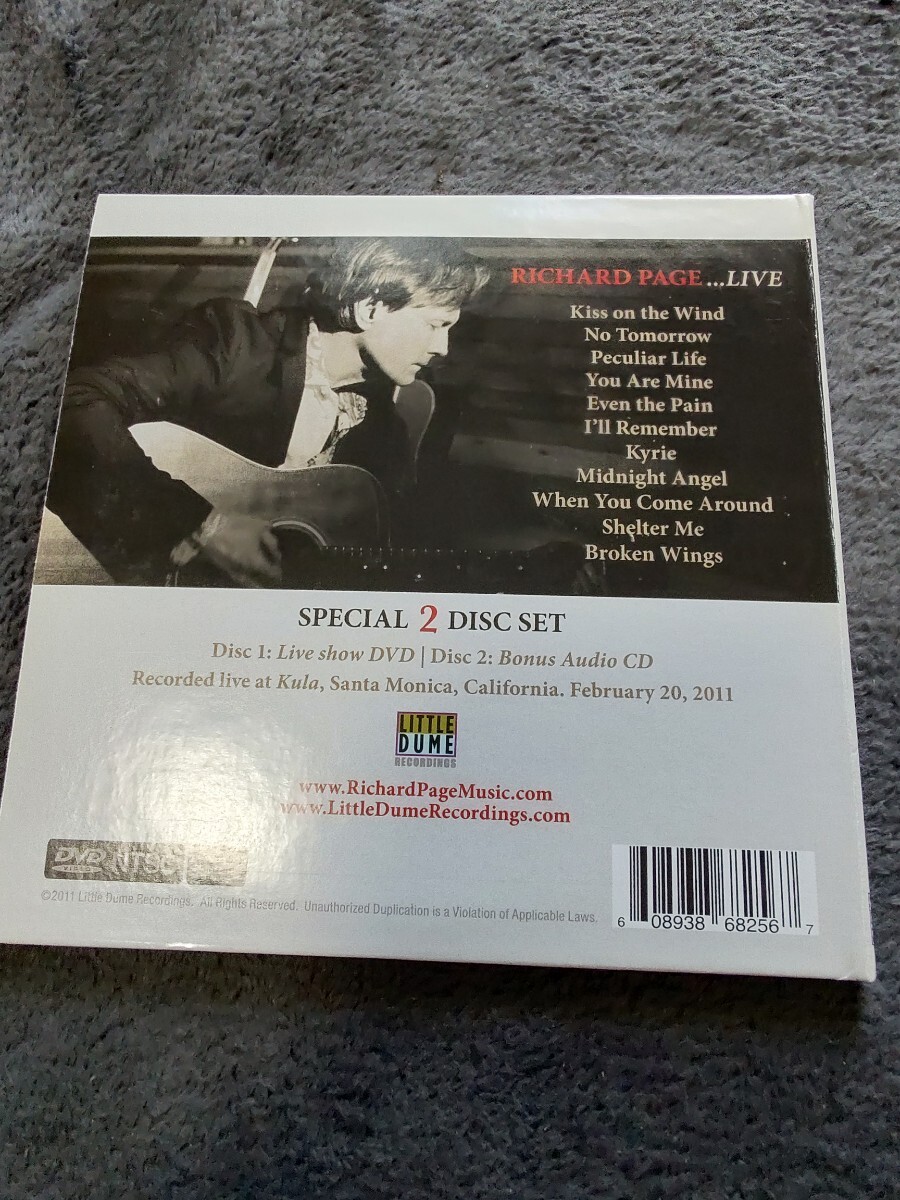 RICHARD PAGE...LIVE
Kiss on the Wind
No Tomorrow
Peculiar Life
You Are Mine
Even the Pain
I'll Remember
Kyrie
Midnight Angel
When You Come Around
Shelter Me
Broken Wings
SPECIAL 2 DISC SET
Disc 1: Live show DVD | Disc 2: Bonus Audio CD
Recorded live at Kula, Santa Monica, California. February 20, 2011
LITTLE
DUME
RECORDINGS
www.RichardPageMusic.com
www.LittleDumeRecordings.com
DVD NTSC
VIDEO
©2011 Little Dume Recordings. All Rights Reserved. Unauthorized Duplication is a Violation of Applicable Laws.
6 08938 68256 7